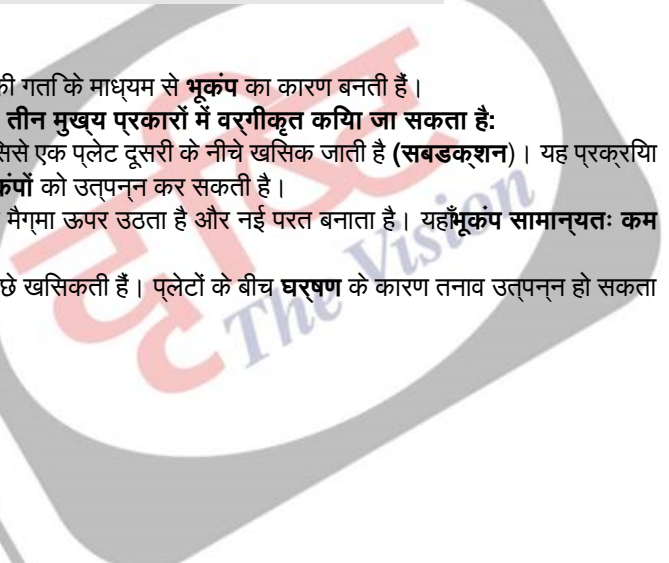 की गति के माध्यम से भूकंप का कारण बनती हैं।
तीन मुख्य प्रकारों में वर्गीकृत किया जा सकता है:
से एक प्लेट दूसरी के नीचे खिसक जाती है (सबडक्शन)। यह प्रक्रिया
कंपों को उत्पन्न कर सकती है।
मैग्मा ऊपर उठता है और नई परत बनाता है। यहाँ भूकंप सामान्यतः कम
छे खिसकती हैं। प्लेटों के बीच घर्षण के कारण तनाव उत्पन्न हो सकता
दृष्टि
The Vision